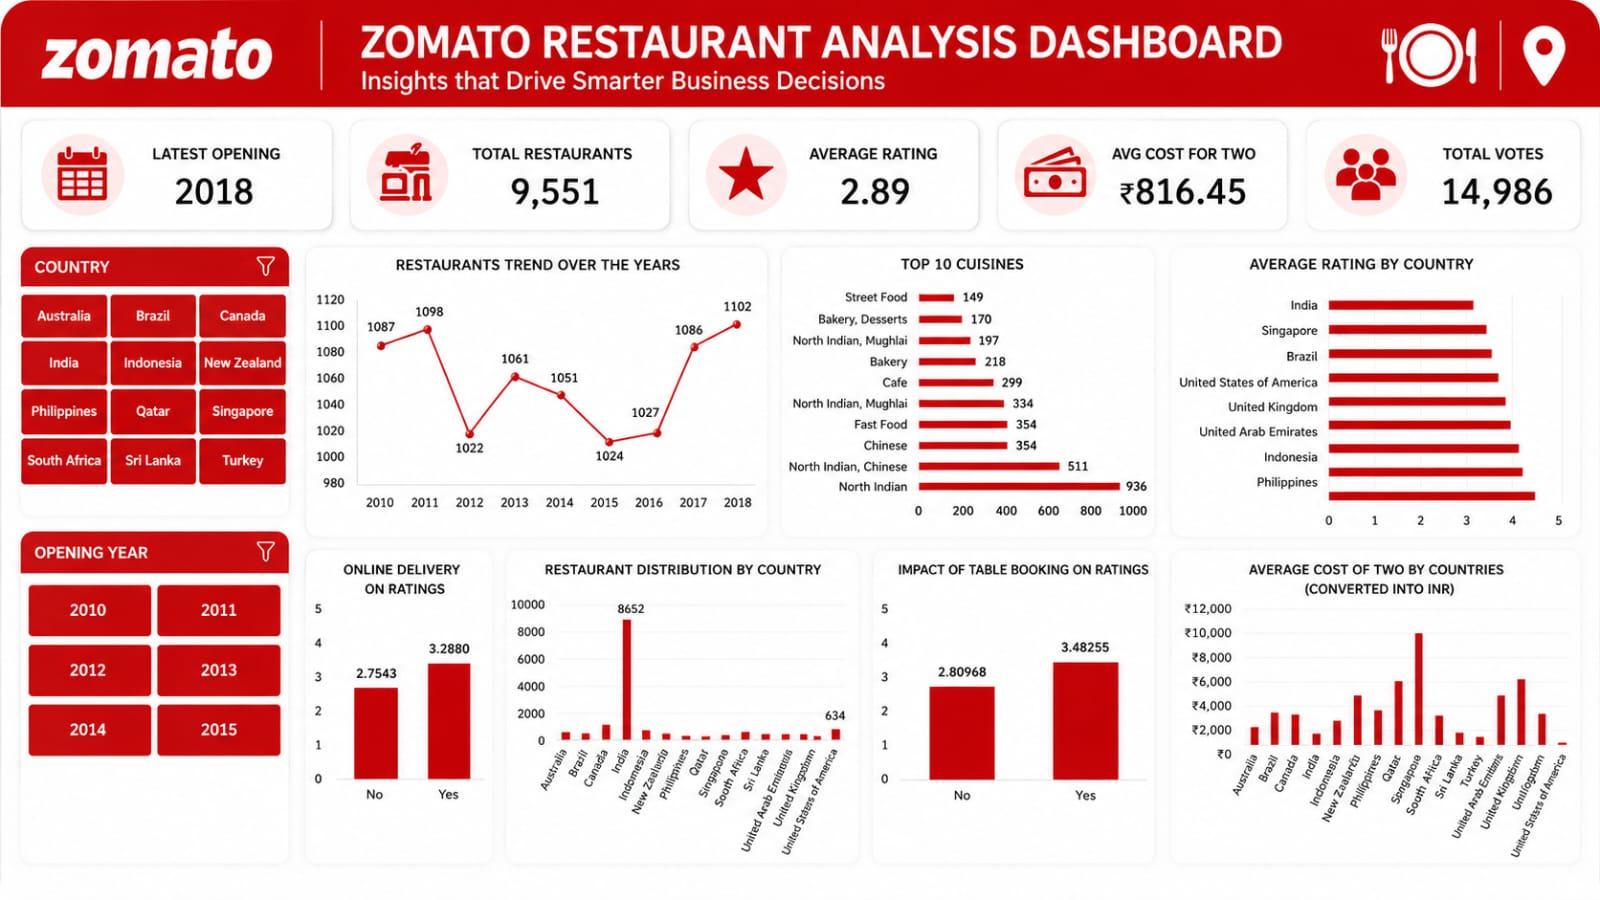 zomato
ZOMATO RESTAURANT ANALYSIS DASHBOARD
Insights that Drive Smarter Business Decisions
LATEST OPENING
2018
TOTAL RESTAURANTS
9,551
AVERAGE RATING
2.89
AVG COST FOR TWO
₹816.45
TOTAL VOTES
14,986
COUNTRY
Australia Brazil Canada
India Indonesia New Zealand
Philippines Qatar Singapore
South Africa Sri Lanka Turkey
OPENING YEAR
2010 2011
2012 2013
2014 2015
RESTAURANTS TREND OVER THE YEARS
1120
1100
1080
1060
1040
1020
1000
980
1087
1098
1022
1061
1051
1024
1027
1086
1102
2010 2011 2012 2013 2014 2015 2016 2017 2018
TOP 10 CUISINES
Street Food 149
Bakery, Desserts 170
North Indian, Mughlai 197
Bakery 218
Cafe 299
North Indian, Mughlai 334
Fast Food 354
Chinese 354
North Indian, Chinese 511
North Indian 936
0 200 400 600 800 1000
AVERAGE RATING BY COUNTRY
India
Singapore
Brazil
United States of America
United Kingdom
United Arab Emirates
Indonesia
Philippines
0 1 2 3 4 5
ONLINE DELIVERY
ON RATINGS
5
4
3
2
1
0
2.7543
3.2880
No Yes
RESTAURANT DISTRIBUTION BY COUNTRY
10000
8000
6000
4000
2000
0
8652
634
Australia
Brazil
Canada
India
Indonesia
New
Philippines
Qatar
Singapore
South Africa
Sri Lanka
United Arab
United Kingdom
United States of America
IMPACT OF TABLE BOOKING ON RATINGS
5
4
3
2
1
0
2.80968
3.48255
No Yes
AVERAGE COST OF TWO BY COUNTRIES
(CONVERTED INTO INR)
₹12,000
₹10,000
₹8,000
₹6,000
₹4,000
₹2,000
₹0
Australia
Brazil
Canada
India
Indonesia
New
Philippines
Qatar
South
Sri Lanka
Turkey
United Arab
United
United States of America